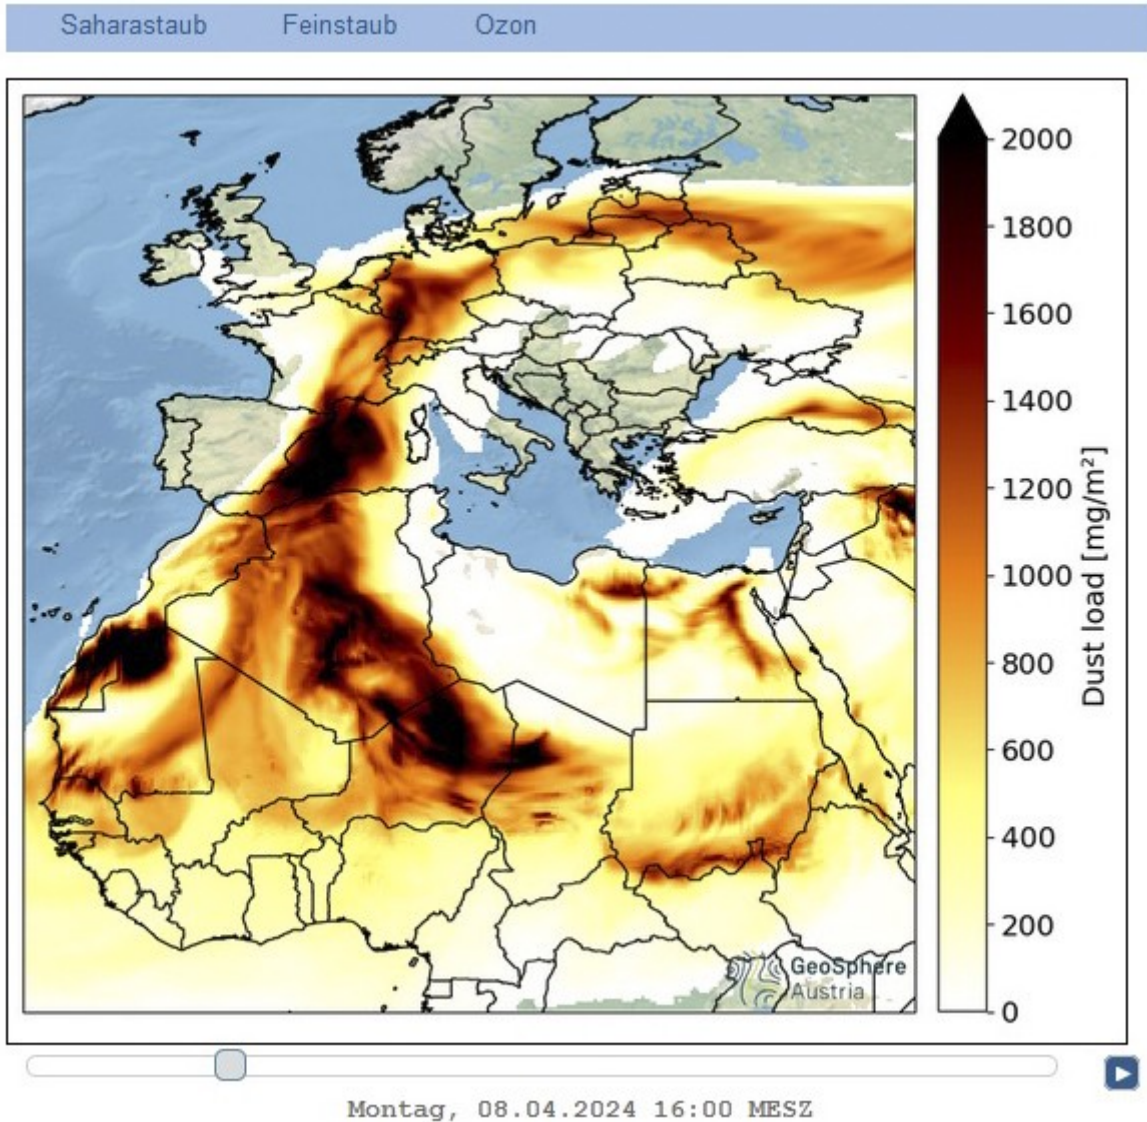 Saharastaub Feinstaub Ozon
2000
1800
1600
1400
1200
1000
800
600
400
200
0
Dust load [mg/m²]
GeoSphere
Austria
Montag, 08.04.2024 16:00 MESZ